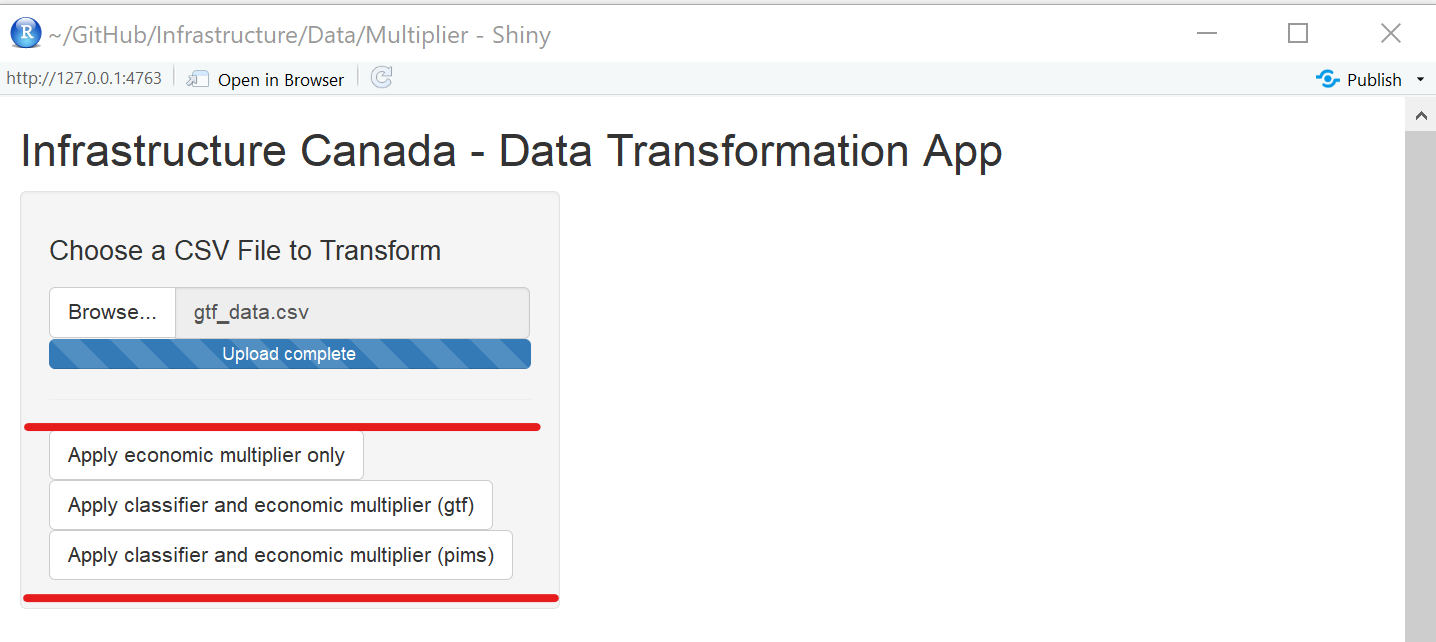 R ~/GitHub/Infrastructure/Data/Multiplier - Shiny
http://127.0.0.1:4763 Open in Browser Publish
Infrastructure Canada - Data Transformation App
Choose a CSV File to Transform
Browse... gtf_data.csv
Upload complete
Apply economic multiplier only
Apply classifier and economic multiplier (gtf)
Apply classifier and economic multiplier (pims)